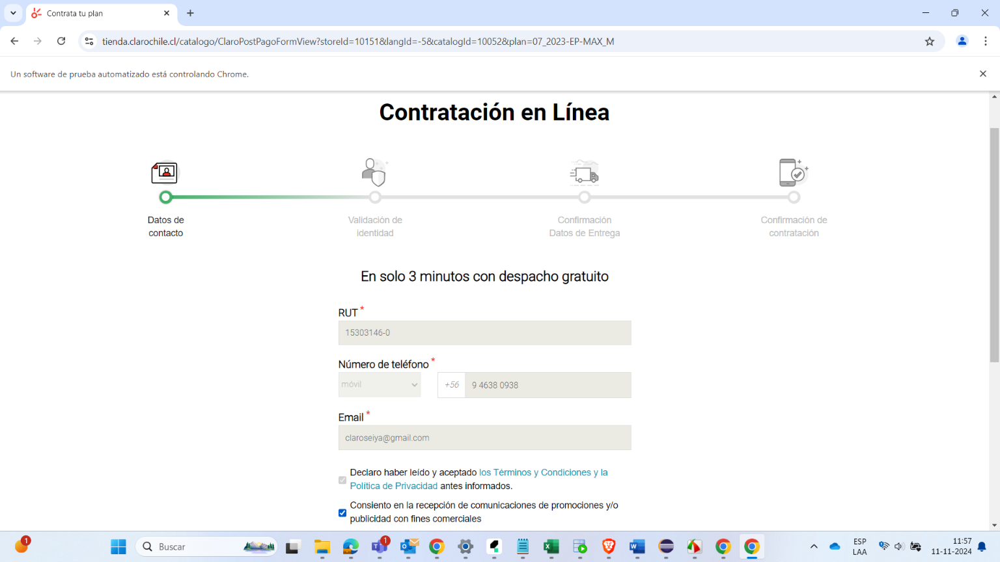 Contrata tu plan
tienda.clarochile.cl/catalogo/ClaroPostPagoFormView?storeId=10151&langId=-5&catalogId=10052&plan=07_2023-EP-MAX_M
Un software de prueba automatizado está controlando Chrome.
Contratación en Línea
Datos de
contacto
Validación de
identidad
Confirmación
Datos de Entrega
Confirmación de
contratación
En solo 3 minutos con despacho gratuito
RUT *
15303146-0
Número de teléfono *
móvil
+56
9 4638 0938
Email *
claroseiya@gmail.com
Declaro haber leído y aceptado los Términos y Condiciones y la
Política de Privacidad antes informados.
Consiento en la recepción de comunicaciones de promociones y/o
publicidad con fines comerciales
1
Buscar
1
ESP
LAA
11:57
11-11-2024